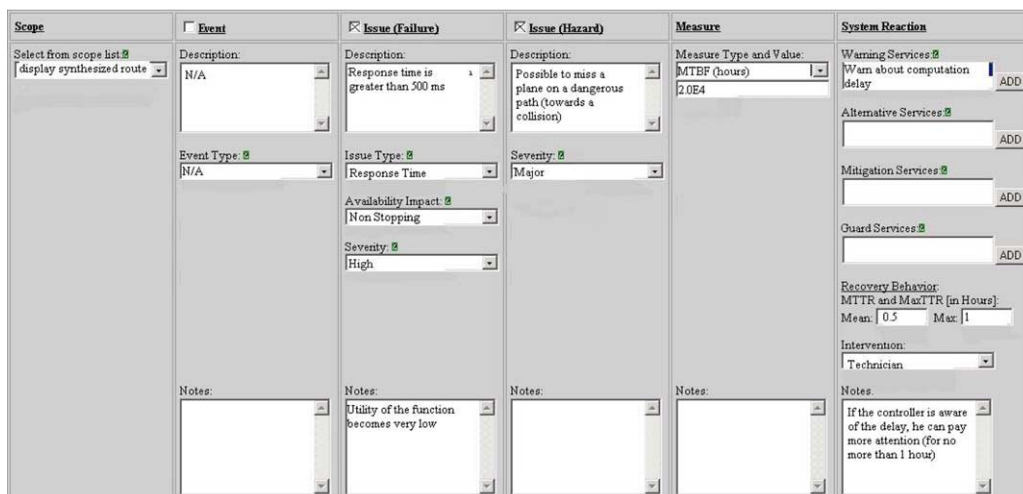 Scope
Event
Issue (Failure)
Issue (Hazard)
Measure
System Reaction
Select from scope list:
display synthesized route
Description:
N/A
Event Type:
N/A
Notes:
Description:
Response time is
greater than 500 ms
Issue Type:
Response Time
Availability Impact:
Non Stopping
Severity:
High
Notes:
Utility of the function
becomes very low
Description:
Possible to miss a
plane on a dangerous
path (towards a
collision)
Severity:
Major
Notes:
Measure Type and Value:
MTBF (hours)
2.0E4
Notes:
Warning Services:
Warn about computation
delay
ADD
Alternative Services:
ADD
Mitigation Services:
ADD
Guard Services:
ADD
Recovery Behavior:
MTTR and MaxTTR [in Hours]:
Mean: 0.5 Max: 1
Intervention:
Technician
Notes.
If the controller is aware
of the delay, he can pay
more attention (for no
more than 1 hour)